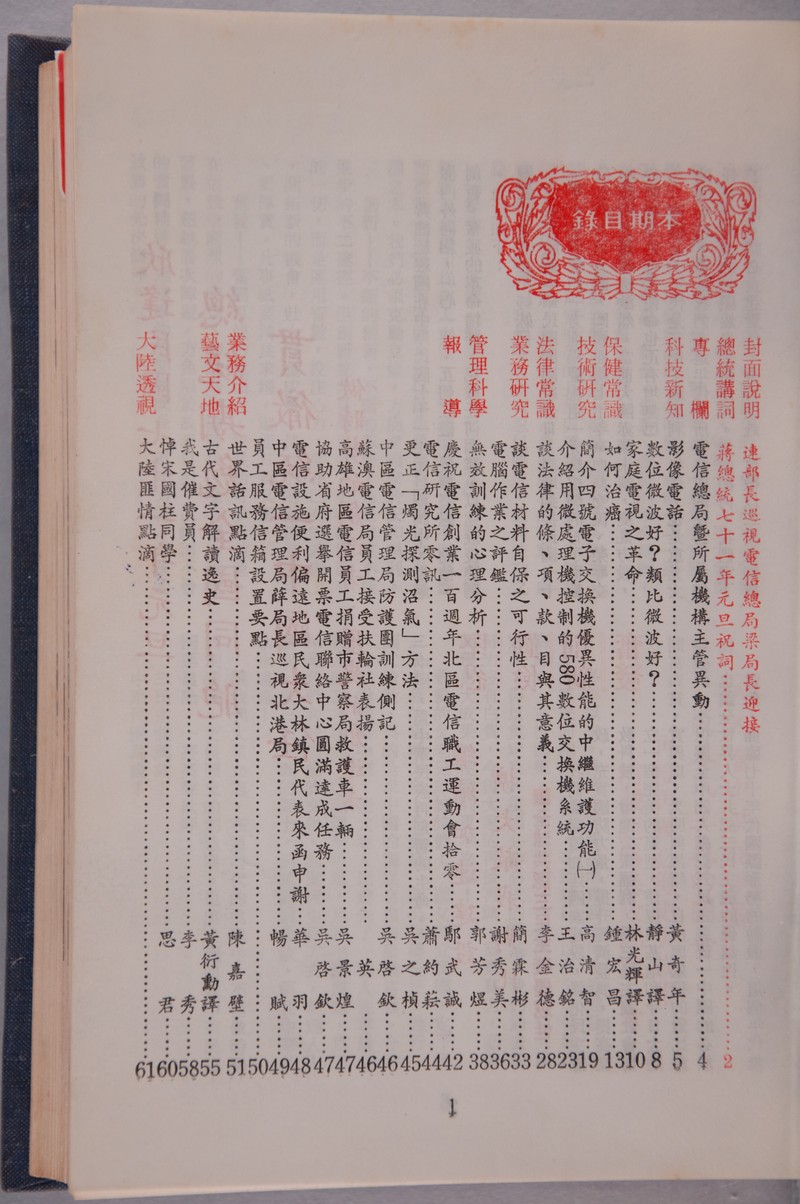 本期目錄
封面說明 連部長巡視電信總局梁局長迎接
總統講詞 蔣總統七十一年元旦祝詞 2
專欄 電信總局暨所屬機構主管異動 4
科技新知 影像電話 黃奇年 5
數位微波好？類比微波好？ 靜山譯 8
家庭電視之革命 林光輝譯 10
保健常識 如何治癌 鍾宏昌 13
技術研究 簡介四號電子交換機優異性能的中繼維護功能㈠ 高清智 19
介紹用微處理機控制的580數位交換機系統 王治銘 23
法律常識 談法律的條、項、款、目與其意義 李金德 28
業務研究 談電信材料自保之可行性 簡霖彬 33
電腦作業之評鑑 謝秀美 36
管理科學 無效訓練的心理分析 郭芳煜 38
報導 慶祝電信創業一百週年北區電信職工運動會拾零 鄢武誠 42
電信研究所零訊 蕭約 44
更正「燭光探測沼氣」方法 吳之楨 45
中區電信管理局防護團訓練側記 吳啓欽 46
蘇澳電信局員工接受扶輪社表揚 英 46
高雄地區電信員工捐贈市警察局救護車一輛 吳景煌 47
協助省府選舉開票電信聯絡中心圓滿達成任務 吳啓欽 47
電信設施便利偏遠地區民衆大林鎮民代表來函申謝 華羽 48
中區電信管理局薛局長巡視北港局 暢賦 49
員工服務信箱設置要點 50
業務介紹 世界話訊點滴 陳嘉璧 51
藝文天地 古代文字解讀逸史 黃衍勳譯 55
我是催費員 李秀 58
悼宋國柱同學 思君 60
大陸透視 大陸匪情點滴 61
1